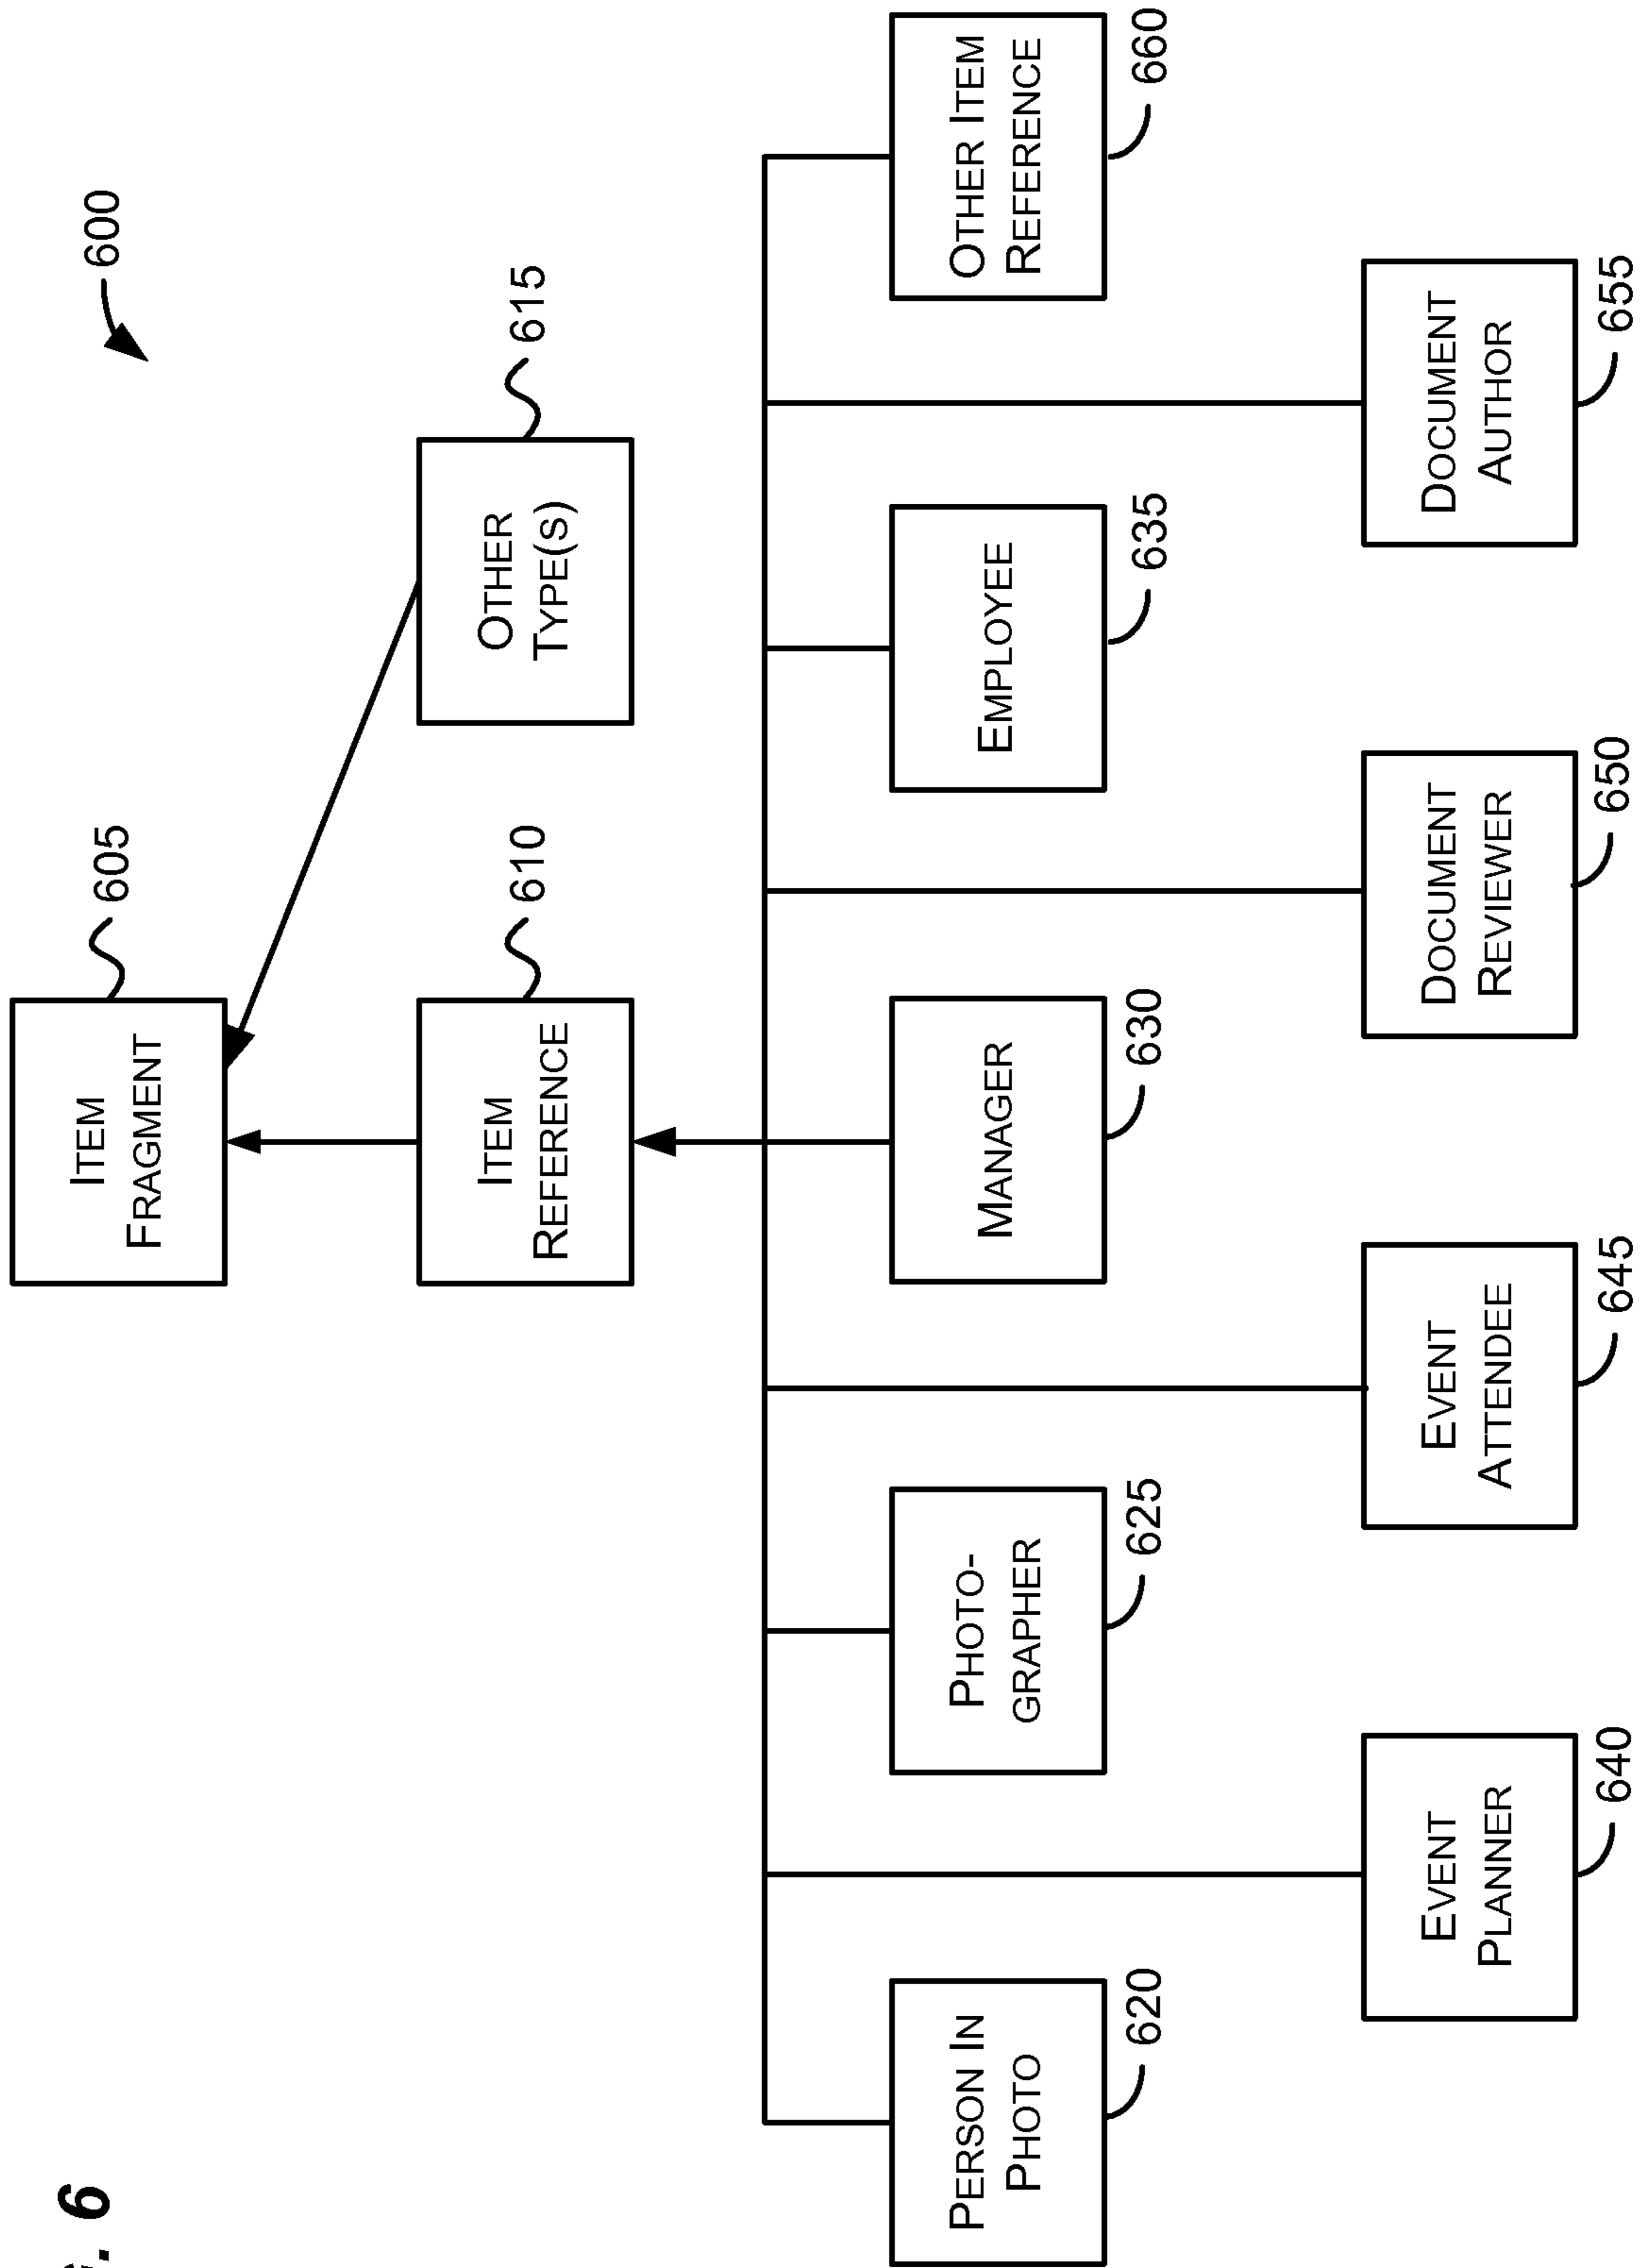 . 6
600
ITEM
FRAGMENT
605
ITEM
REFERENCE
610
OTHER
TYPE(S)
615
PERSON IN
PHOTO
620
PHOTO-
GRAPHER
625
MANAGER
630
EMPLOYEE
635
OTHER ITEM
REFERENCE
660
EVENT
PLANNER
640
EVENT
ATTENDEE
645
DOCUMENT
REVIEWER
650
DOCUMENT
AUTHOR
655